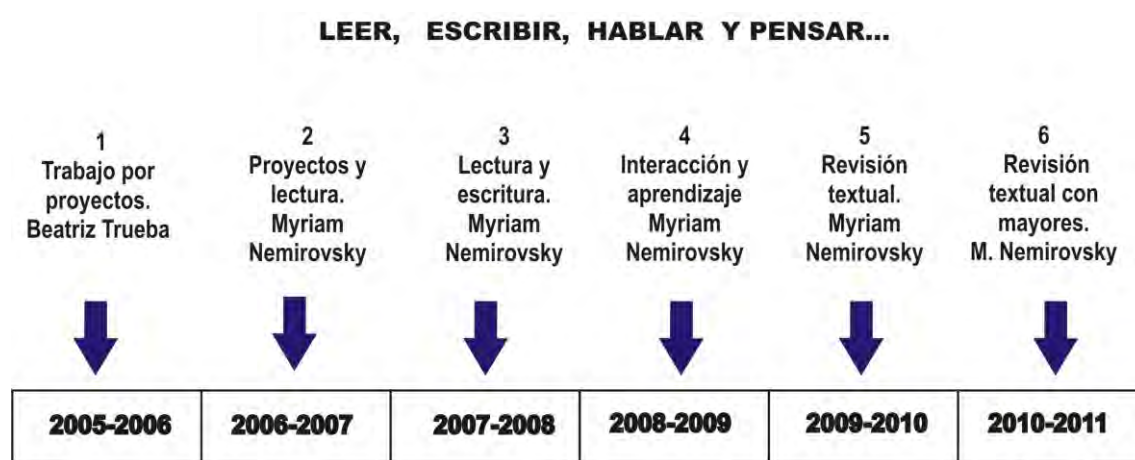 LEER, ESCRIBIR, HABLAR Y PENSAR...
1
Trabajo por
proyectos.
Beatriz Trueba
2
Proyectos y
lectura.
Myriam
Nemirovsky
3
Lectura y
escritura.
Myriam
Nemirovsky
4
Interacción y
aprendizaje
Myriam
Nemirovsky
5
Revisión
textual.
Myriam
Nemirovsky
6
Revisión
textual con
mayores.
M. Nemirovsky
2005-2006
2006-2007
2007-2008
2008-2009
2009-2010
2010-2011